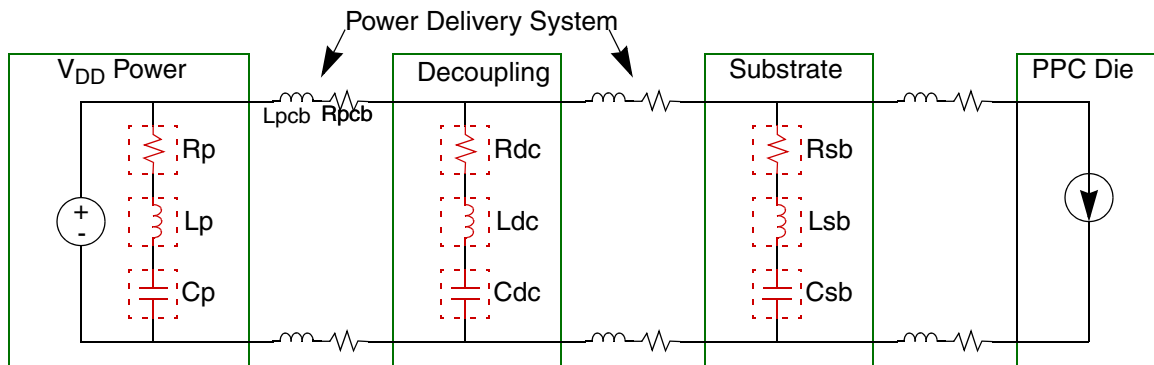 Power Delivery System
V_DD Power
Decoupling
Substrate
PPC Die
Lpcb
Rpcb
Rp
Rdc
Rsb
+
-
Lp
Ldc
Lsb
Cp
Cdc
Csb